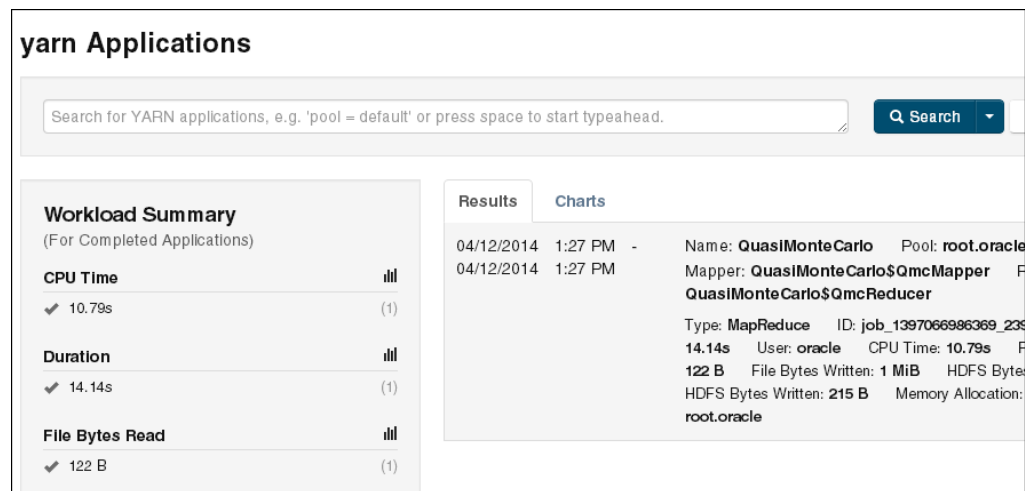 yarn Applications
Search for YARN applications, e.g. 'pool = default' or press space to start typeahead.
Search
Workload Summary
(For Completed Applications)
CPU Time
10.79s (1)
Duration
14.14s (1)
File Bytes Read
122 B (1)
Results Charts
04/12/2014 1:27 PM -
04/12/2014 1:27 PM
Name: QuasiMonteCarlo Pool: root.oracle
Mapper: QuasiMonteCarlo$QmcMapper
QuasiMonteCarlo$QmcReducer
Type: MapReduce ID: job_1397066986369_239
14.14s User: oracle CPU Time: 10.79s
122 B File Bytes Written: 1 MiB HDFS Bytes
HDFS Bytes Written: 215 B Memory Allocation:
root.oracle